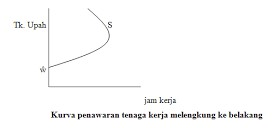 Tk. Upah
S
ŵ
jam kerja
Kurva penawaran tenaga kerja melengkung ke belakang